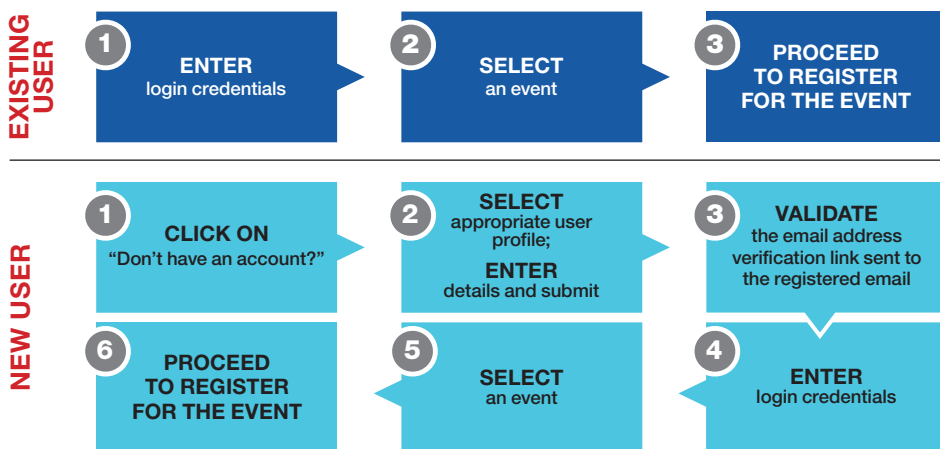 EXISTING
USER
1
ENTER
login credentials
2
SELECT
an event
3
PROCEED
TO REGISTER
FOR THE EVENT
NEW USER
1
CLICK ON
“Don’t have an account?”
2
SELECT
appropriate user
profile;
ENTER
details and submit
3
VALIDATE
the email address
verification link sent to
the registered email
4
ENTER
login credentials
5
SELECT
an event
6
PROCEED
TO REGISTER
FOR THE EVENT